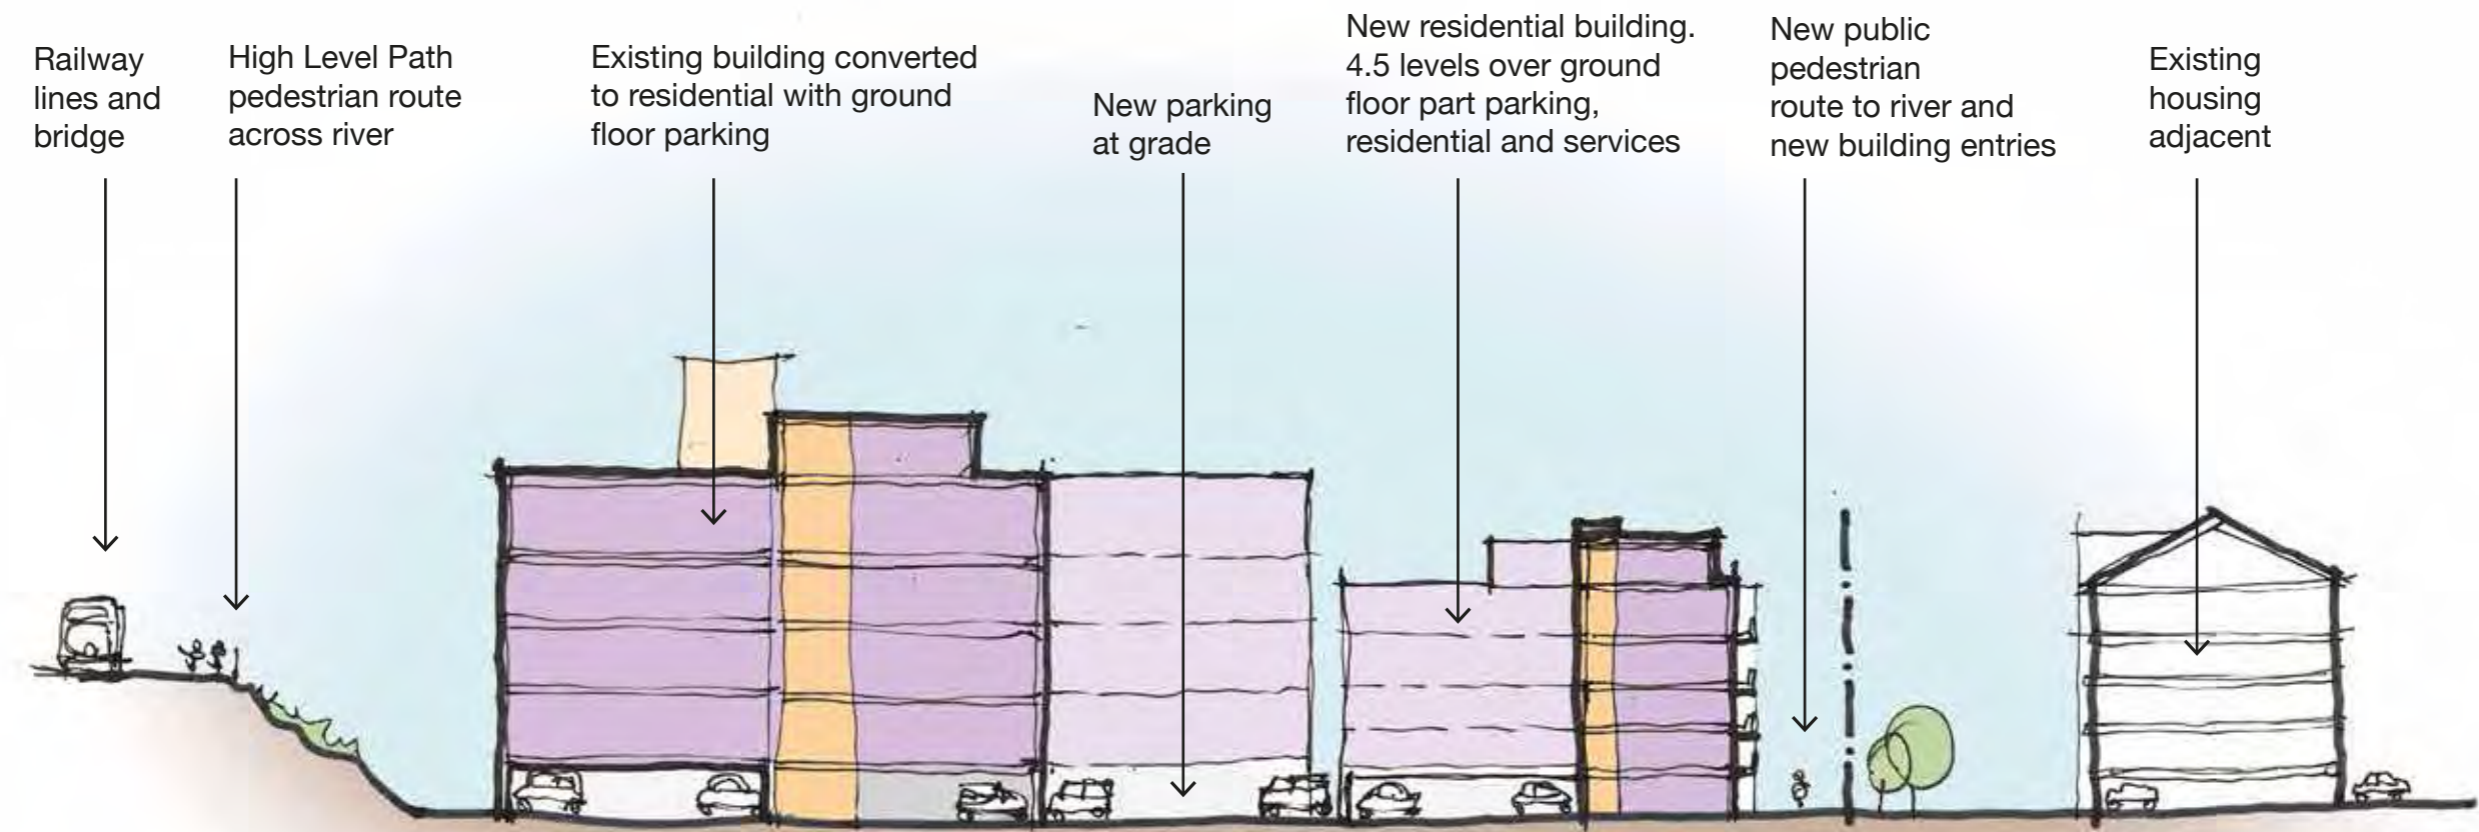 Railway
lines and
bridge
High Level Path
pedestrian route
across river
Existing building converted
to residential with ground
floor parking
New parking
at grade
New residential building.
4.5 levels over ground
floor part parking,
residential and services
New public
pedestrian
route to river and
new building entries
Existing
housing
adjacent